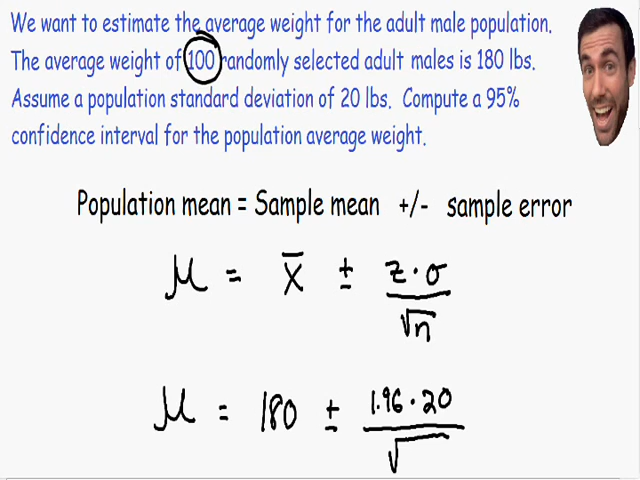 We want to estimate the average weight for the adult male population.
The average weight of 100 randomly selected adult males is 180 lbs.
Assume a population standard deviation of 20 lbs. Compute a 95%
confidence interval for the population average weight.
Population mean = Sample mean +/- sample error
μ = x̄ ± z·σ/√n
μ = 180 ± 1.96·20/√